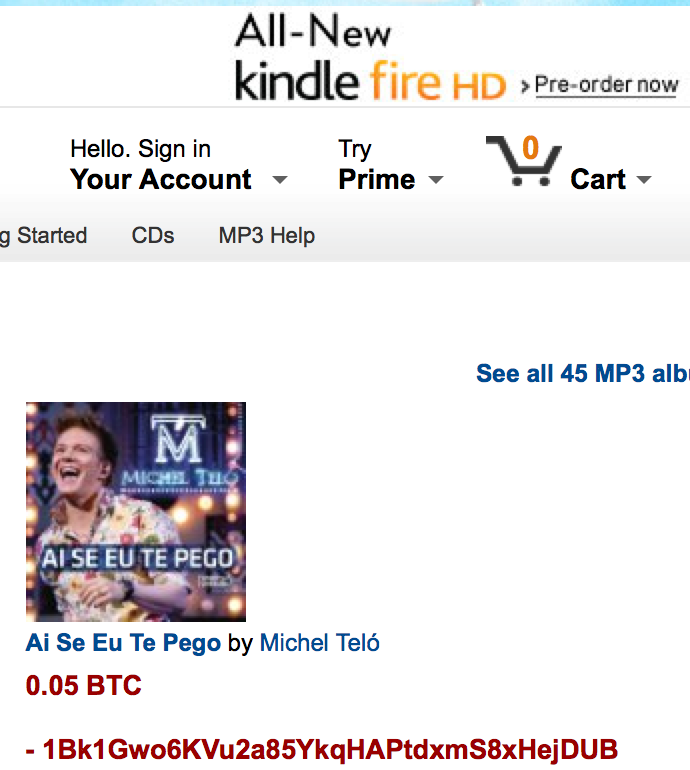 All-New
kindle fire HD › Pre-order now
Hello. Sign in
Your Account
Try
Prime
0
Cart
g Started CDs MP3 Help
See all 45 MP3 albu
M
MICHEL TELÓ
AI SE EU TE PEGO
Ai Se Eu Te Pego by Michel Teló
0.05 BTC
- 1Bk1Gwo6KVu2a85YkqHAPtdxmS8xHejDUB